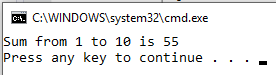 C:\WINDOWS\system32\cmd.exe
Sum from 1 to 10 is 55
Press any key to continue . . .